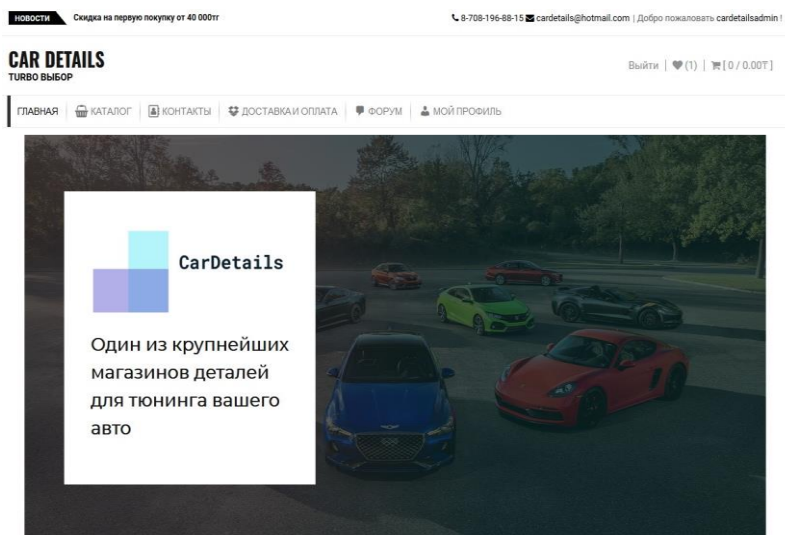 НОВОСТИ Скидка на первую покупку от 40 000тг 8-708-196-88-15 cardetails@hotmail.com | Добро пожаловать cardetailsadmin !
CAR DETAILS
TURBO ВЫБОР
Выйти | (1) | [ 0 / 0.00₸ ]
ГЛАВНАЯ КАТАЛОГ КОНТАКТЫ ДОСТАВКА И ОПЛАТА ФОРУМ МОЙ ПРОФИЛЬ
CarDetails
Один из крупнейших
магазинов деталей
для тюнинга вашего
авто